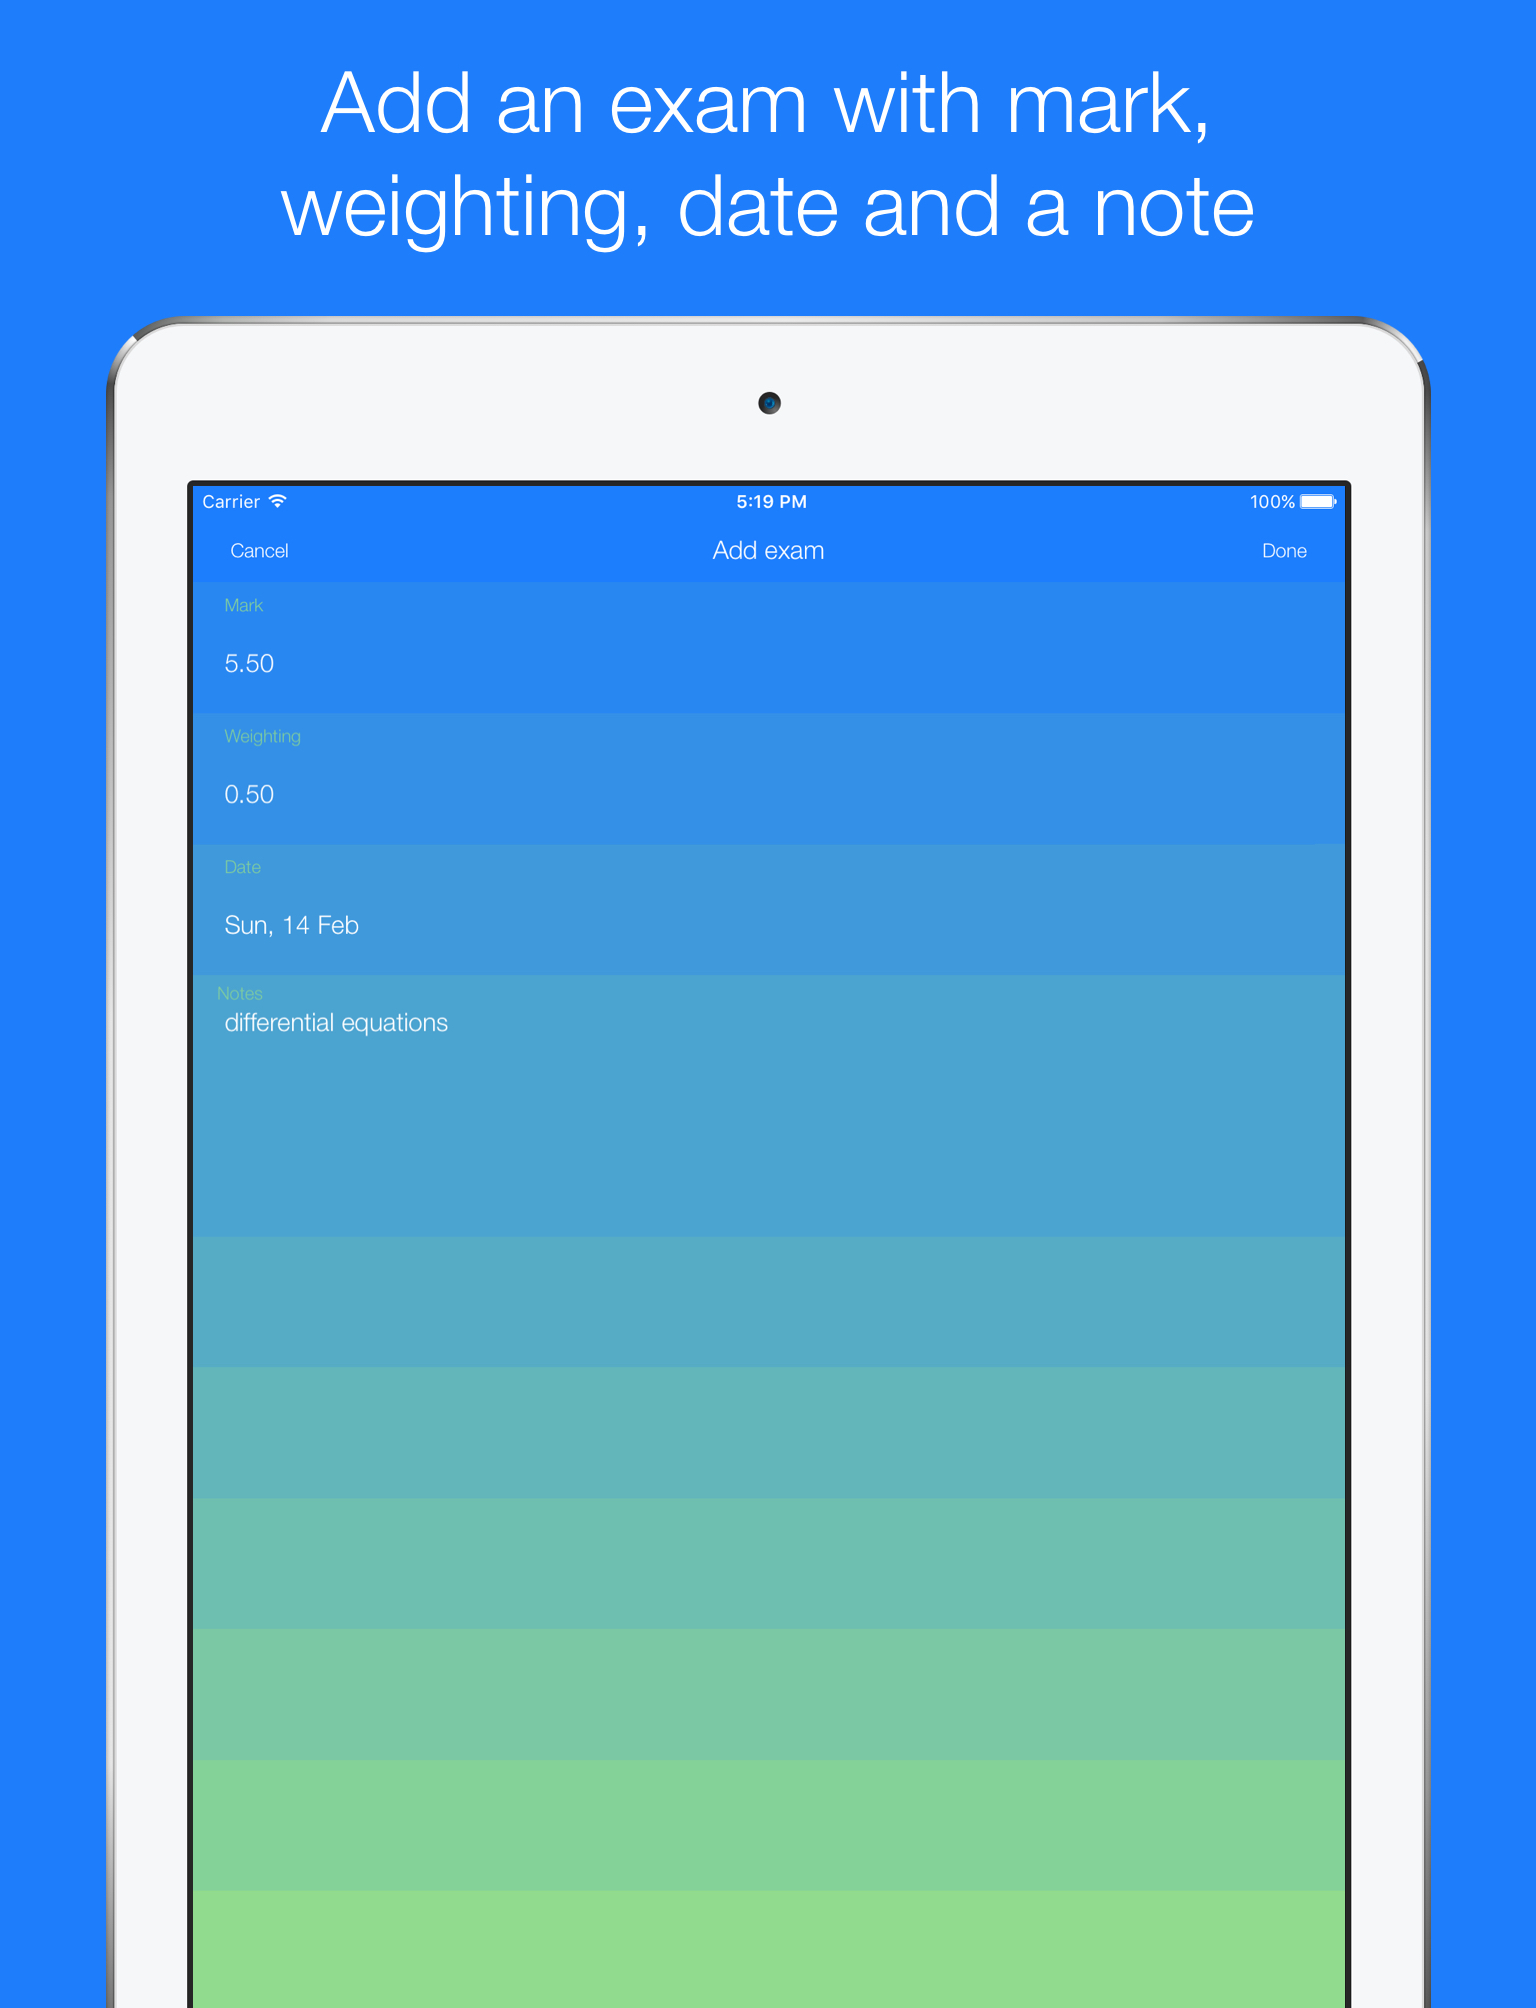 Add an exam with mark,
weighting, date and a note
Carrier 5:19 PM 100%
Cancel Add exam Done
Mark
5.50
Weighting
0.50
Date
Sun, 14 Feb
Notes
differential equations